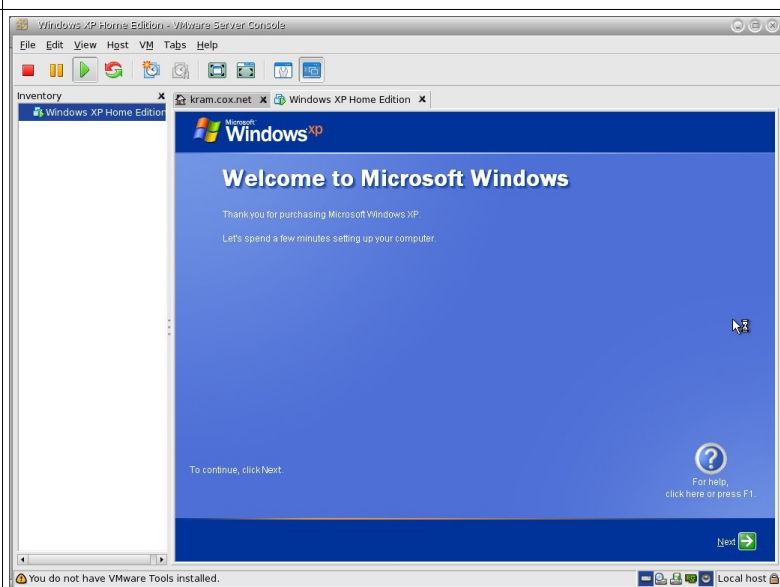 Windows XP Home Edition - VMware Server Console
File Edit View Host VM Tabs Help
Inventory
Windows XP Home Edition
kram.cox.net
Windows XP Home Edition
Microsoft
Windows xp
Welcome to Microsoft Windows
Thank you for purchasing Microsoft Windows XP.
Let's spend a few minutes setting up your computer.
To continue, click Next.
?
For help,
click here or press F1.
Next
You do not have VMware Tools installed.
Local host